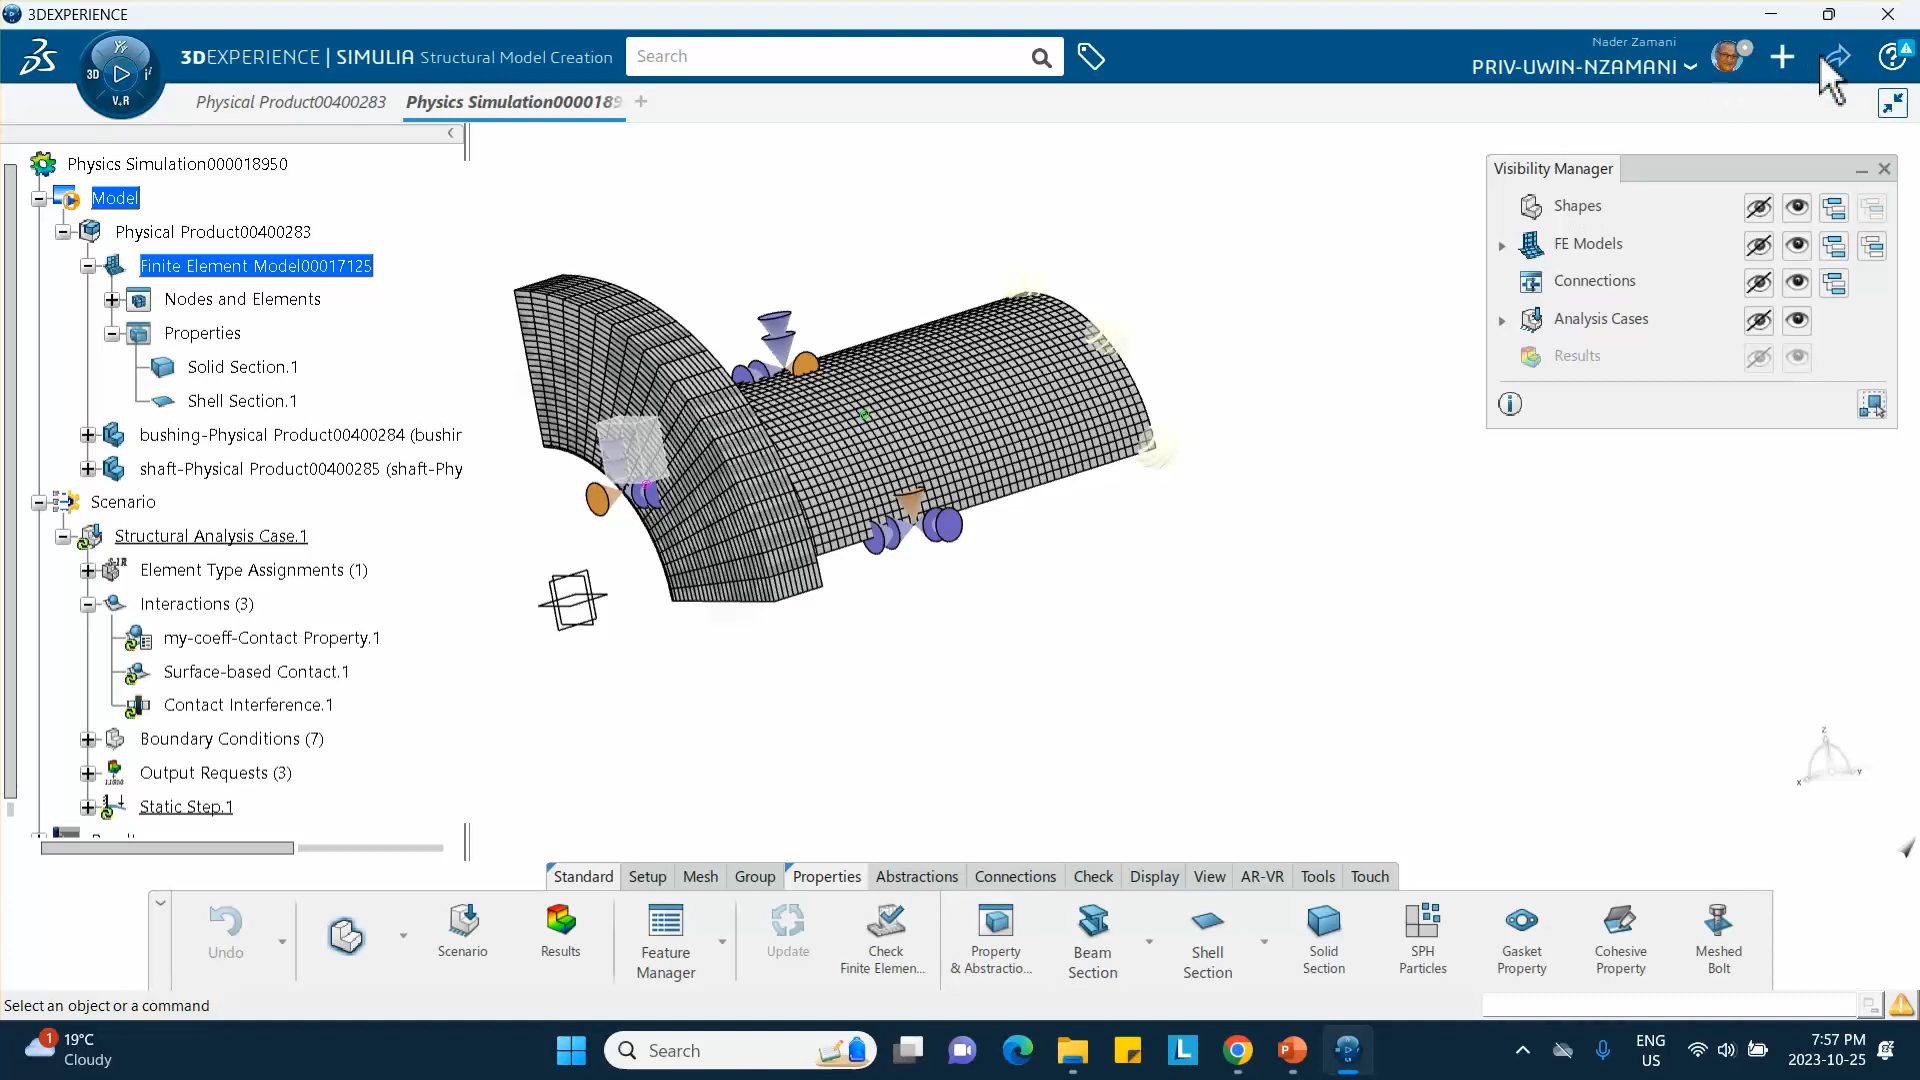 3DEXPERIENCE
3DEXPERIENCE | SIMULIA Structural Model Creation
Search
Nader Zamani
PRIV-UWIN-NZAMANI
3D
V.R
Physical Product00400283
Physics Simulation0000189
Physics Simulation000018950
Model
Physical Product00400283
Finite Element Model00017125
Nodes and Elements
Properties
Solid Section.1
Shell Section.1
bushing-Physical Product00400284 (bushir
shaft-Physical Product00400285 (shaft-Phy
Scenario
Structural Analysis Case.1
Element Type Assignments (1)
Interactions (3)
my-coeff-Contact Property.1
Surface-based Contact.1
Contact Interference.1
Boundary Conditions (7)
Output Requests (3)
Static Step.1
Visibility Manager
Shapes
FE Models
Connections
Analysis Cases
Results
z
x
y
Standard Setup Mesh Group Properties Abstractions Connections Check Display View AR-VR Tools Touch
Undo
Scenario
Results
Feature
Manager
Update
Check
Finite Elemen...
Property
& Abstractio...
Beam
Section
Shell
Section
Solid
Section
SPH
Particles
Gasket
Property
Cohesive
Property
Meshed
Bolt
Select an object or a command
1
19°C
Cloudy
Search
L
ENG
US
7:57 PM
2023-10-25